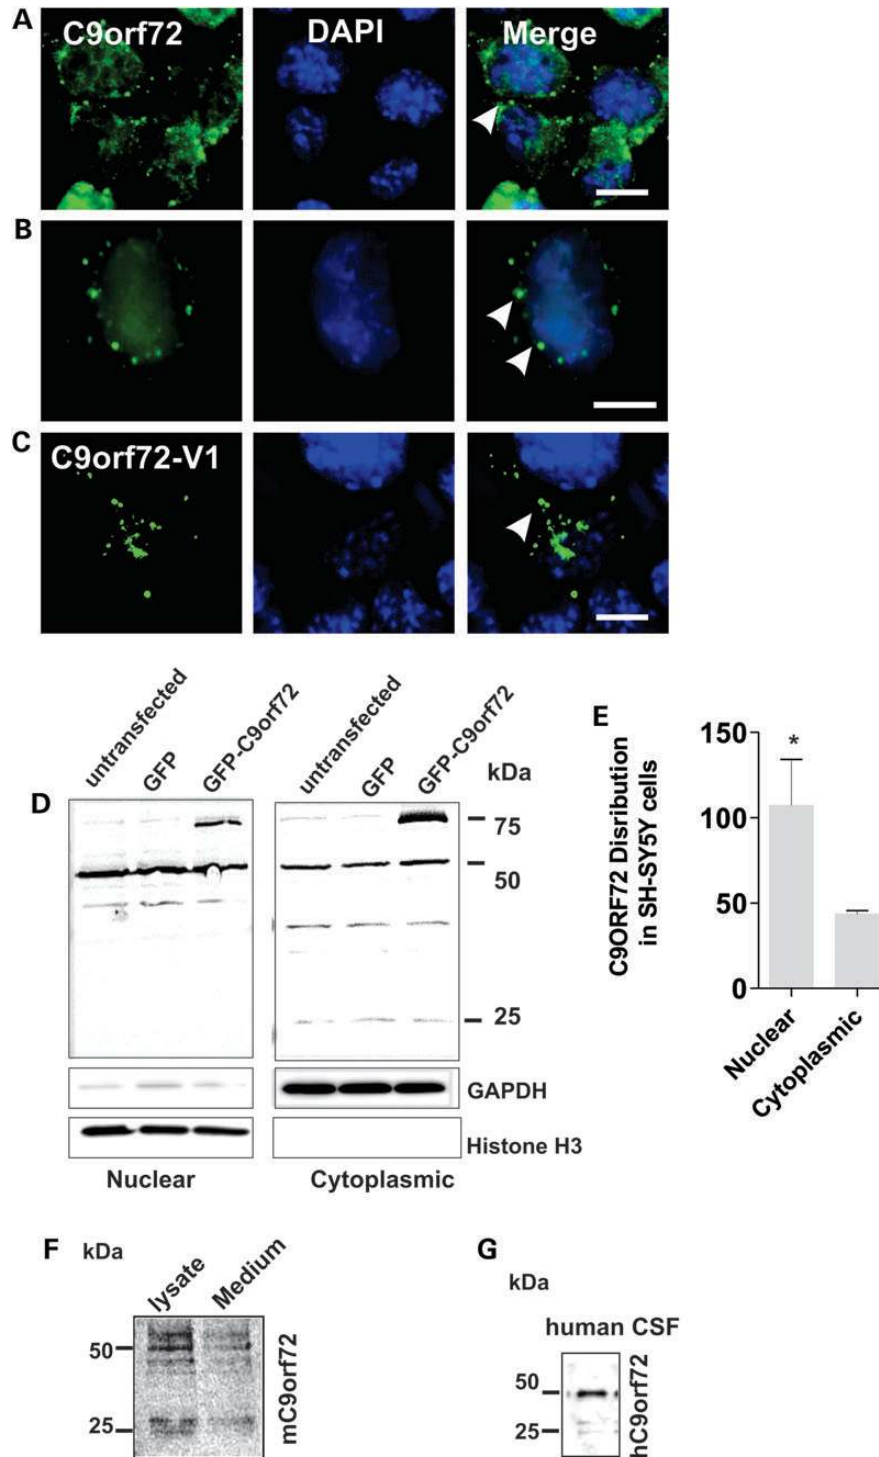 A
C9orf72
DAPI
Merge
B
C
C9orf72-V1
D
untransfected
GFP
GFP-C9orf72
untransfected
GFP
GFP-C9orf72
kDa
75
50
25
GAPDH
Histone H3
Nuclear
Cytoplasmic
E
C9ORF72 Disribution
in SH-SY5Y cells
150
100
50
0
*
Nuclear
Cytoplasmic
F
kDa
lysate
Medium
50
25
mC9orf72
G
kDa
human CSF
50
25
hC9orf72